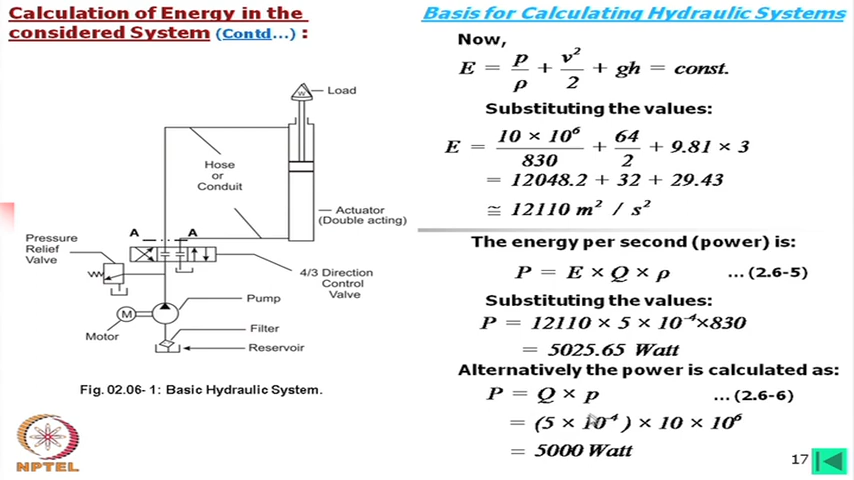 Calculation of Energy in the
considered System (Contd...) :
Load
W
Hose
or
Conduit
Actuator
(Double acting)
A A
Pressure
Relief
Valve
4/3 Direction
Control
Valve
Pump
M
Motor
Filter
Reservoir
Fig. 02.06- 1: Basic Hydraulic System.
NPTEL
Basis for Calculating Hydraulic Systems
Now,
E = p/ρ + v²/2 + gh = const.
Substituting the values:
E = 10 × 10⁶/830 + 64/2 + 9.81 × 3
= 12048.2 + 32 + 29.43
≅ 12110 m² / s²
The energy per second (power) is:
P = E × Q × ρ ...(2.6-5)
Substituting the values:
P = 12110 × 5 × 10⁻⁴×830
= 5025.65 Watt
Alternatively the power is calculated as:
P = Q × p ...(2.6-6)
= (5 × 10⁻⁴ ) × 10 × 10⁶
= 5000 Watt
17